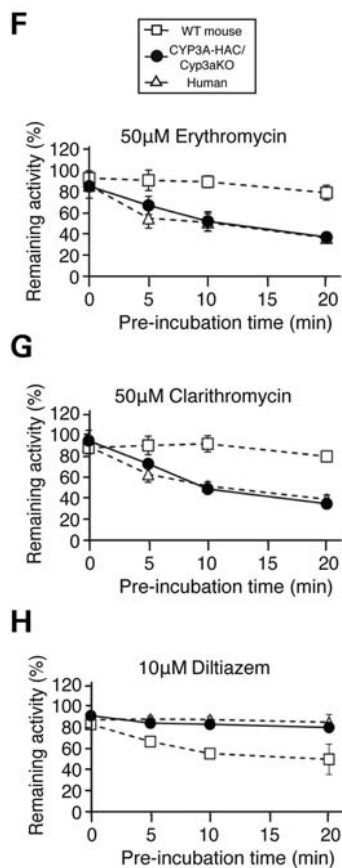 F
WT mouse
CYP3A-HAC/
Cyp3aKO
Human
50μM Erythromycin
Remaining activity (%)
120
100
80
60
40
20
0
0 5 10 15 20
Pre-incubation time (min)
G
50μM Clarithromycin
Remaining activity (%)
120
100
80
60
40
20
0
0 5 10 15 20
Pre-incubation time (min)
H
10μM Diltiazem
Remaining activity (%)
120
100
80
60
40
20
0
0 5 10 15 20
Pre-incubation time (min)